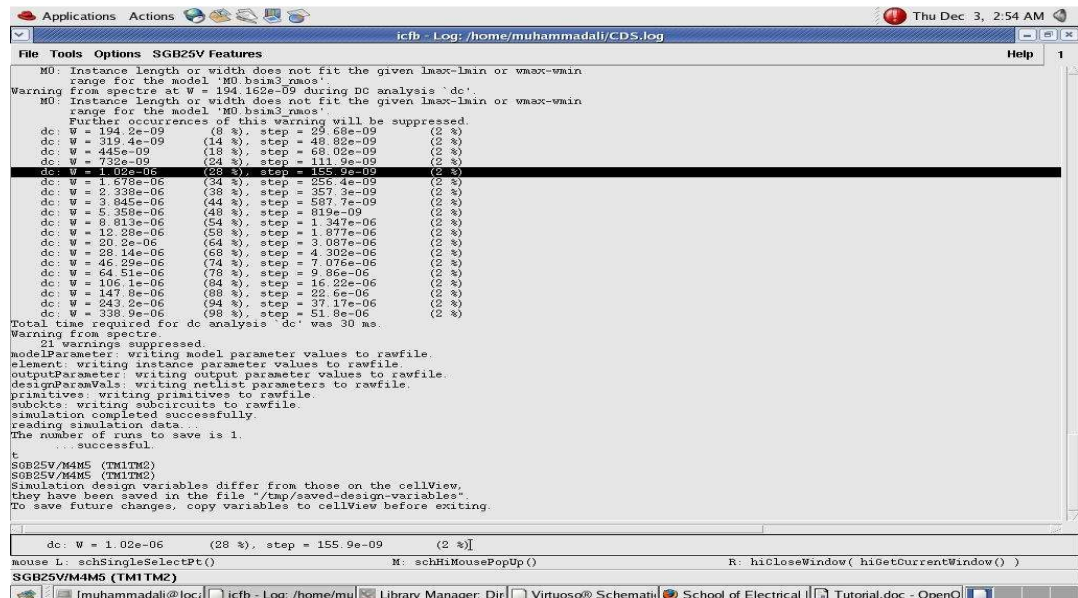 Applications Actions Thu Dec 3, 2:54 AM
icfb - Log: /home/muhammadali/CDS.log
File Tools Options SGB25V Features Help 1
M0: Instance length or width does not fit the given lmax-lmin or wmax-wmin
range for the model 'M0.bsim3_nmos'.
Warning from spectre at W = 194.162e-09 during DC analysis `dc'.
M0: Instance length or width does not fit the given lmax-lmin or wmax-wmin
range for the model 'M0.bsim3_nmos'.
Further occurrences of this warning will be suppressed.
dc: W = 194.2e-09 (8 %), step = 29.68e-09 (2 %)
dc: W = 319.4e-09 (14 %), step = 48.82e-09 (2 %)
dc: W = 445e-09 (18 %), step = 68.02e-09 (2 %)
dc: W = 732e-09 (24 %), step = 111.9e-09 (2 %)
dc: W = 1.02e-06 (28 %), step = 155.9e-09 (2 %)
dc: W = 1.678e-06 (34 %), step = 256.4e-09 (2 %)
dc: W = 2.338e-06 (38 %), step = 357.3e-09 (2 %)
dc: W = 3.845e-06 (44 %), step = 587.7e-09 (2 %)
dc: W = 5.358e-06 (48 %), step = 819e-09 (2 %)
dc: W = 8.813e-06 (54 %), step = 1.347e-06 (2 %)
dc: W = 12.28e-06 (58 %), step = 1.877e-06 (2 %)
dc: W = 20.2e-06 (64 %), step = 3.087e-06 (2 %)
dc: W = 28.14e-06 (68 %), step = 4.302e-06 (2 %)
dc: W = 46.29e-06 (74 %), step = 7.076e-06 (2 %)
dc: W = 64.51e-06 (78 %), step = 9.86e-06 (2 %)
dc: W = 106.1e-06 (84 %), step = 16.22e-06 (2 %)
dc: W = 147.8e-06 (88 %), step = 22.6e-06 (2 %)
dc: W = 243.2e-06 (94 %), step = 37.17e-06 (2 %)
dc: W = 338.9e-06 (98 %), step = 51.8e-06 (2 %)
Total time required for dc analysis `dc' was 30 ms.
Warning from spectre.
21 warnings suppressed.
modelParameter: writing model parameter values to rawfile.
element: writing instance parameter values to rawfile.
outputParameter: writing output parameter values to rawfile.
designParamVals: writing netlist parameters to rawfile.
primitives: writing primitives to rawfile.
subckts: writing subcircuits to rawfile.
simulation completed successfully.
reading simulation data...
The number of runs to save is 1.
...successful.
t
SGB25V/M4M5 (TM1TM2)
SGB25V/M4M5 (TM1TM2)
Simulation design variables differ from those on the cellView,
they have been saved in the file "/tmp/saved-design-variables".
To save future changes, copy variables to cellView before exiting.
dc: W = 1.02e-06 (28 %), step = 155.9e-09 (2 %)
mouse L: schSingleSelectPt() M: schHiMousePopUp() R: hiCloseWindow( hiGetCurrentWindow() )
SGB25V/M4M5 (TM1TM2)
[muhammadali@loca icfb - Log: /home/mu Library Manager: Dir Virtuoso® Schemati School of Electrical Tutorial.doc - OpenO